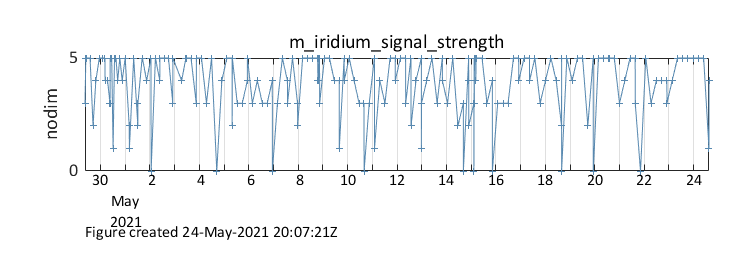 m_iridium_signal_strength
5
nodim
0
30 2 4 6 8 10 12 14 16 18 20 22 24
May
2021
Figure created 24-May-2021 20:07:21Z